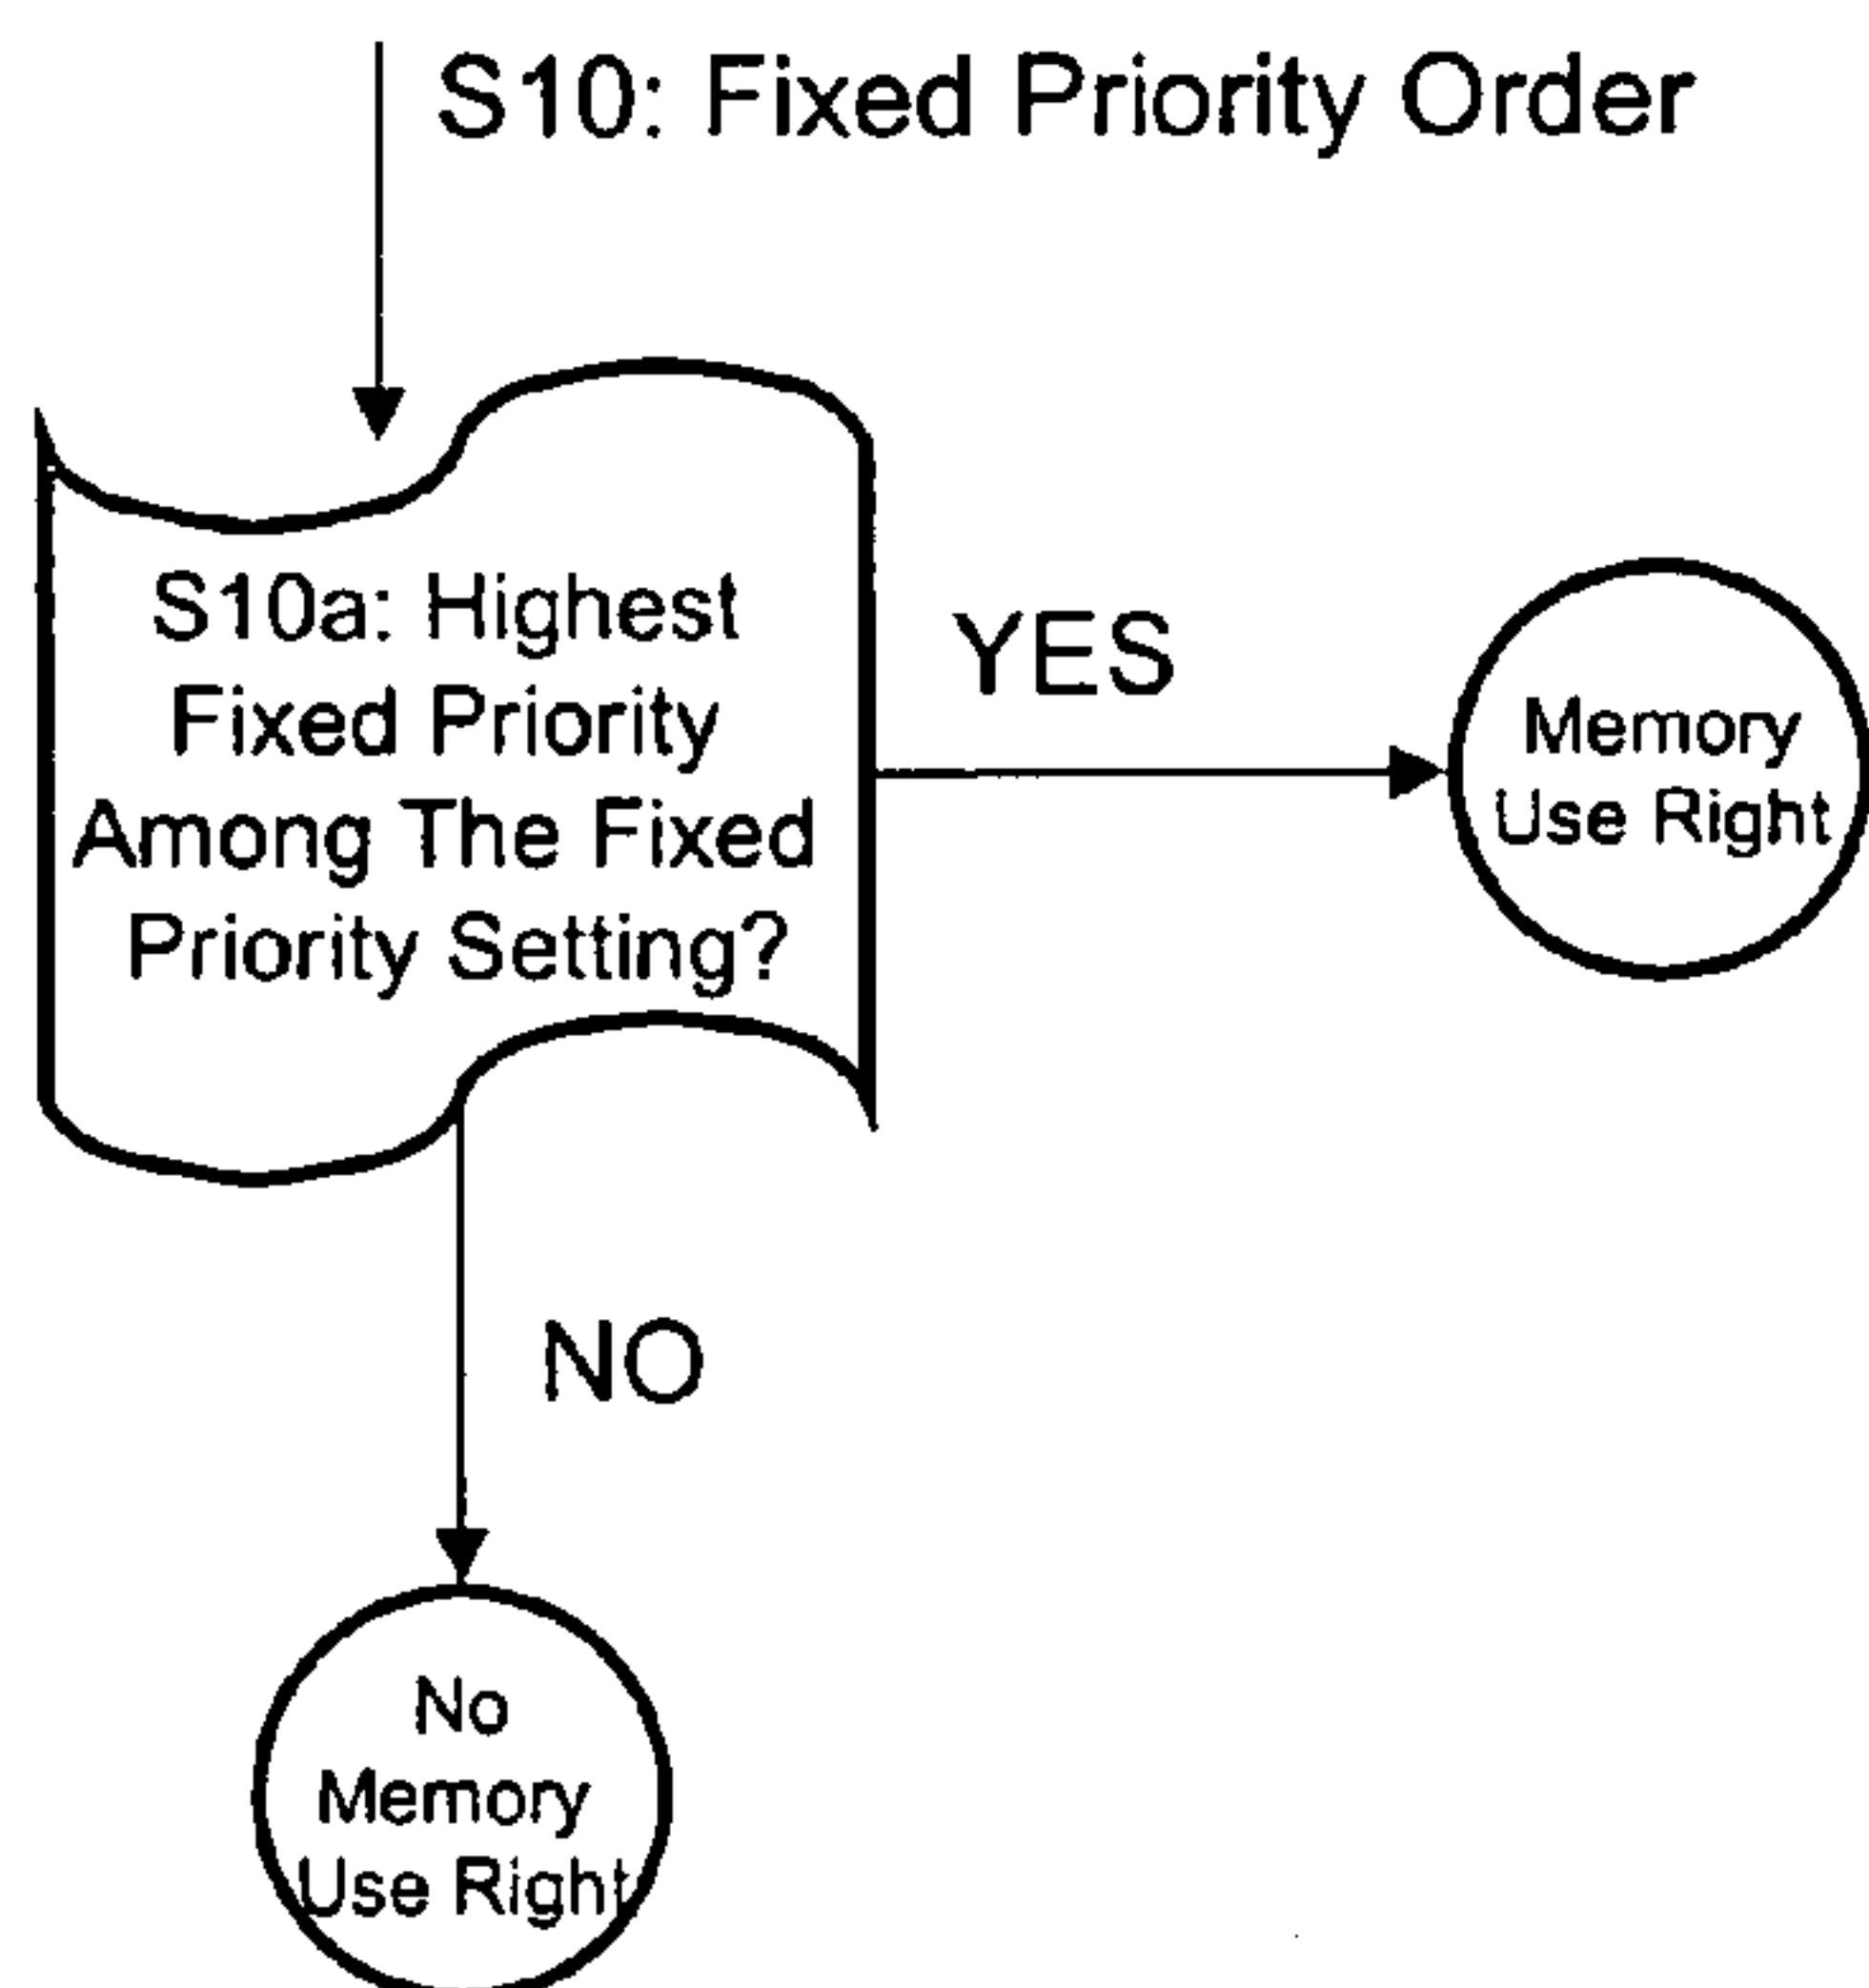 S10: Fixed Priority Order
S10a: Highest
Fixed Priority
Among The Fixed
Priority Setting?
YES
Memory
Use Right
NO
No
Memory
Use Right